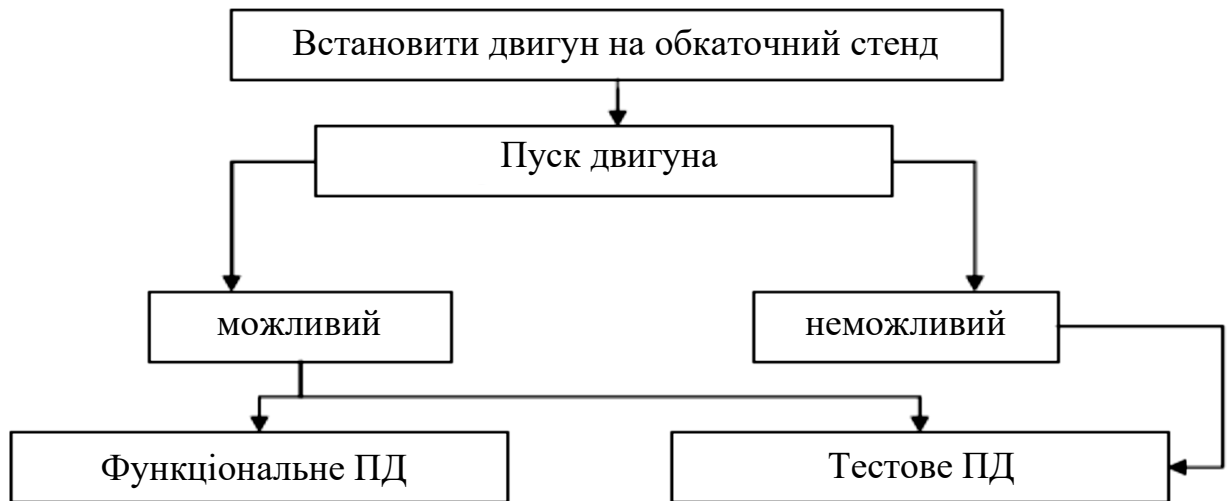 Встановити двигун на обкаточний стенд
Пуск двигуна
можливий
неможливий
Функціональне ПД
Тестове ПД